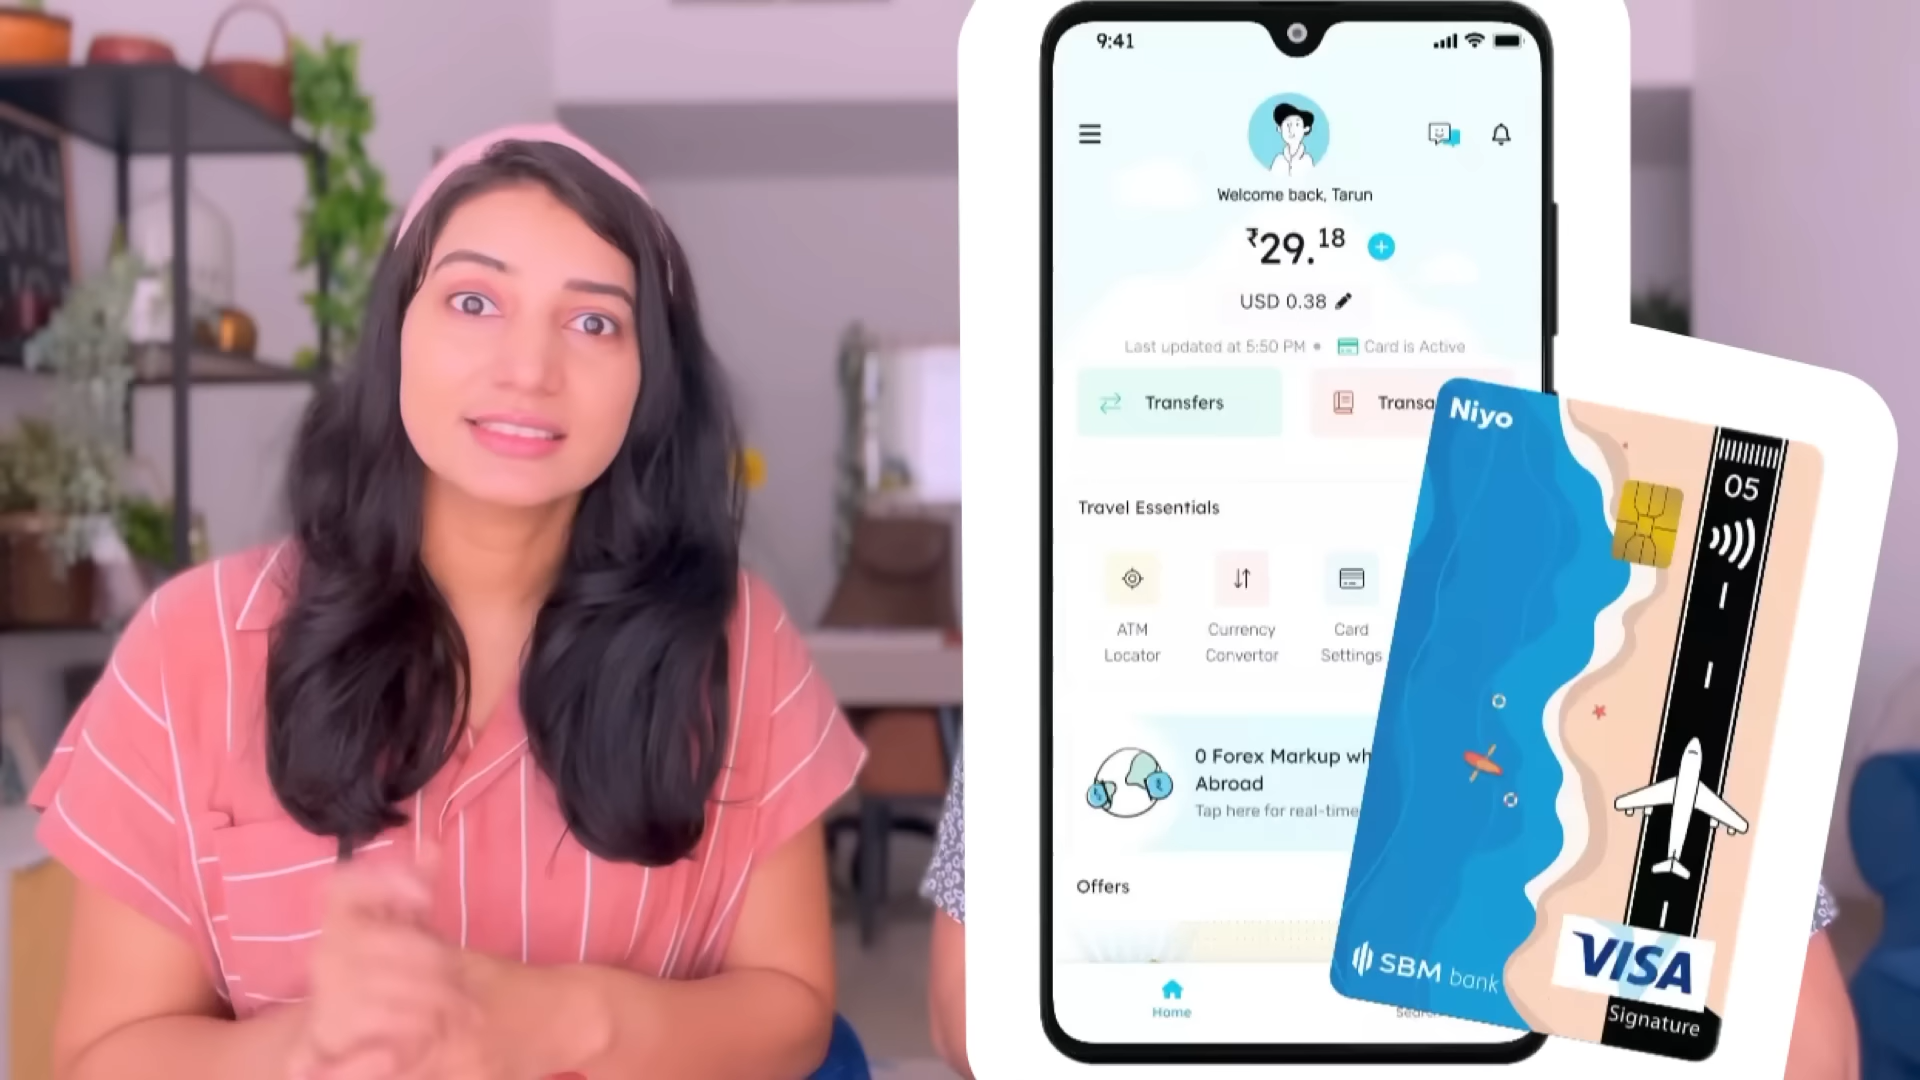 9:41
Welcome back, Tarun
₹29.18
USD 0.38
Last updated at 5:50 PM • Card is Active
Transfers
Transa
Travel Essentials
ATM
Locator
Currency
Convertor
Card
Settings
0 Forex Markup wh
Abroad
Tap here for real-time
Offers
Home
Sear
Niyo
05
SBM bank
VISA
Signature